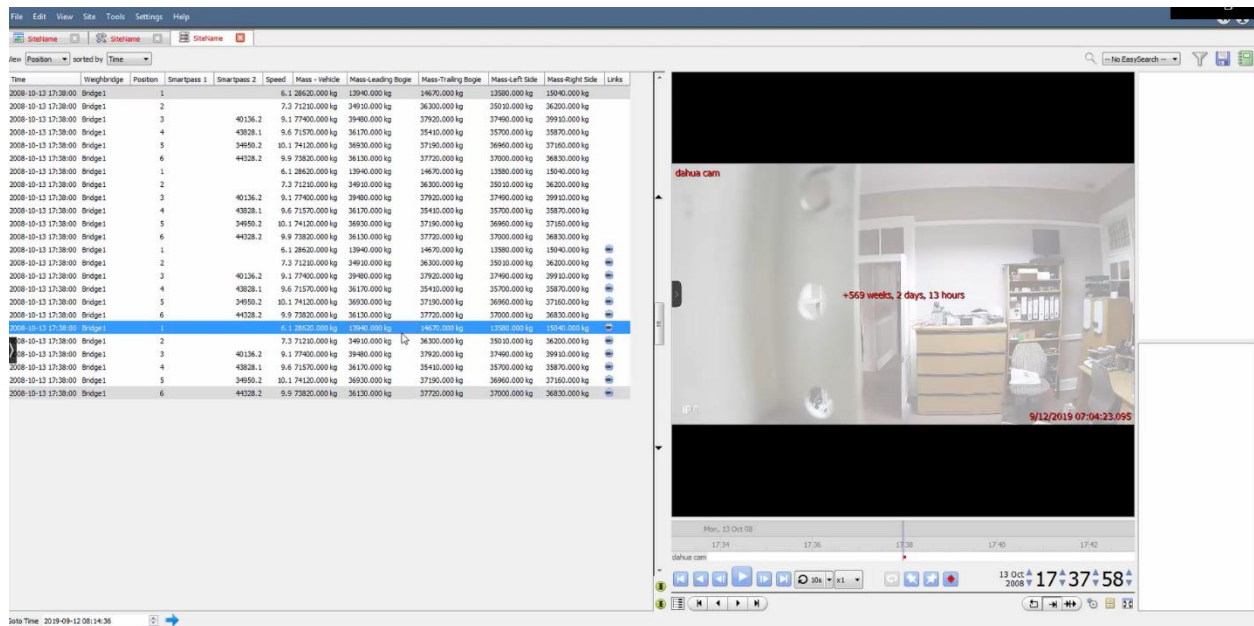 File Edit View Site Tools Settings Help
SiteName SiteName SiteName
View Position sorted by Time -- No EasySearch --
Time Weighbridge Position Smartpass 1 Smartpass 2 Speed Mass - Vehicle Mass-Leading Bogie Mass-Trailing Bogie Mass-Left Side Mass-Right Side Links
2008-10-13 17:38:00 Bridge1 1 6.1 28620.000 kg 13940.000 kg 14670.000 kg 13580.000 kg 15040.000 kg
2008-10-13 17:38:00 Bridge1 2 7.3 71210.000 kg 34910.000 kg 36300.000 kg 35010.000 kg 36200.000 kg
2008-10-13 17:38:00 Bridge1 3 40136.2 9.1 77400.000 kg 39480.000 kg 37920.000 kg 37490.000 kg 39910.000 kg
2008-10-13 17:38:00 Bridge1 4 43828.1 9.6 71570.000 kg 36170.000 kg 35410.000 kg 35700.000 kg 35870.000 kg
2008-10-13 17:38:00 Bridge1 5 34950.2 10.1 74120.000 kg 36930.000 kg 37190.000 kg 36960.000 kg 37160.000 kg
2008-10-13 17:38:00 Bridge1 6 44328.2 9.9 73820.000 kg 36130.000 kg 37720.000 kg 37000.000 kg 36830.000 kg
2008-10-13 17:38:00 Bridge1 1 6.1 28620.000 kg 13940.000 kg 14670.000 kg 13580.000 kg 15040.000 kg
2008-10-13 17:38:00 Bridge1 2 7.3 71210.000 kg 34910.000 kg 36300.000 kg 35010.000 kg 36200.000 kg
2008-10-13 17:38:00 Bridge1 3 40136.2 9.1 77400.000 kg 39480.000 kg 37920.000 kg 37490.000 kg 39910.000 kg
2008-10-13 17:38:00 Bridge1 4 43828.1 9.6 71570.000 kg 36170.000 kg 35410.000 kg 35700.000 kg 35870.000 kg
2008-10-13 17:38:00 Bridge1 5 34950.2 10.1 74120.000 kg 36930.000 kg 37190.000 kg 36960.000 kg 37160.000 kg
2008-10-13 17:38:00 Bridge1 6 44328.2 9.9 73820.000 kg 36130.000 kg 37720.000 kg 37000.000 kg 36830.000 kg
2008-10-13 17:38:00 Bridge1 1 6.1 28620.000 kg 13940.000 kg 14670.000 kg 13580.000 kg 15040.000 kg
2008-10-13 17:38:00 Bridge1 2 7.3 71210.000 kg 34910.000 kg 36300.000 kg 35010.000 kg 36200.000 kg
2008-10-13 17:38:00 Bridge1 3 40136.2 9.1 77400.000 kg 39480.000 kg 37920.000 kg 37490.000 kg 39910.000 kg
2008-10-13 17:38:00 Bridge1 4 43828.1 9.6 71570.000 kg 36170.000 kg 35410.000 kg 35700.000 kg 35870.000 kg
2008-10-13 17:38:00 Bridge1 5 34950.2 10.1 74120.000 kg 36930.000 kg 37190.000 kg 36960.000 kg 37160.000 kg
2008-10-13 17:38:00 Bridge1 6 44328.2 9.9 73820.000 kg 36130.000 kg 37720.000 kg 37000.000 kg 36830.000 kg
2008-10-13 17:38:00 Bridge1 1 6.1 28620.000 kg 13940.000 kg 14670.000 kg 13580.000 kg 15040.000 kg
08-10-13 17:38:00 Bridge1 2 7.3 71210.000 kg 34910.000 kg 36300.000 kg 35010.000 kg 36200.000 kg
08-10-13 17:38:00 Bridge1 3 40136.2 9.1 77400.000 kg 39480.000 kg 37920.000 kg 37490.000 kg 39910.000 kg
2008-10-13 17:38:00 Bridge1 4 43828.1 9.6 71570.000 kg 36170.000 kg 35410.000 kg 35700.000 kg 35870.000 kg
2008-10-13 17:38:00 Bridge1 5 34950.2 10.1 74120.000 kg 36930.000 kg 37190.000 kg 36960.000 kg 37160.000 kg
2008-10-13 17:38:00 Bridge1 6 44328.2 9.9 73820.000 kg 36130.000 kg 37720.000 kg 37000.000 kg 36830.000 kg
dahua cam
+569 weeks, 2 days, 13 hours
IPC
9/12/2019 07:04:23.095
Mon, 13 Oct 08
17:34 17:36 17:38 17:40 17:42
dahua cam
10s x1 13 Oct 2008 17 37 58
Goto Time 2019-09-12 08:14:36